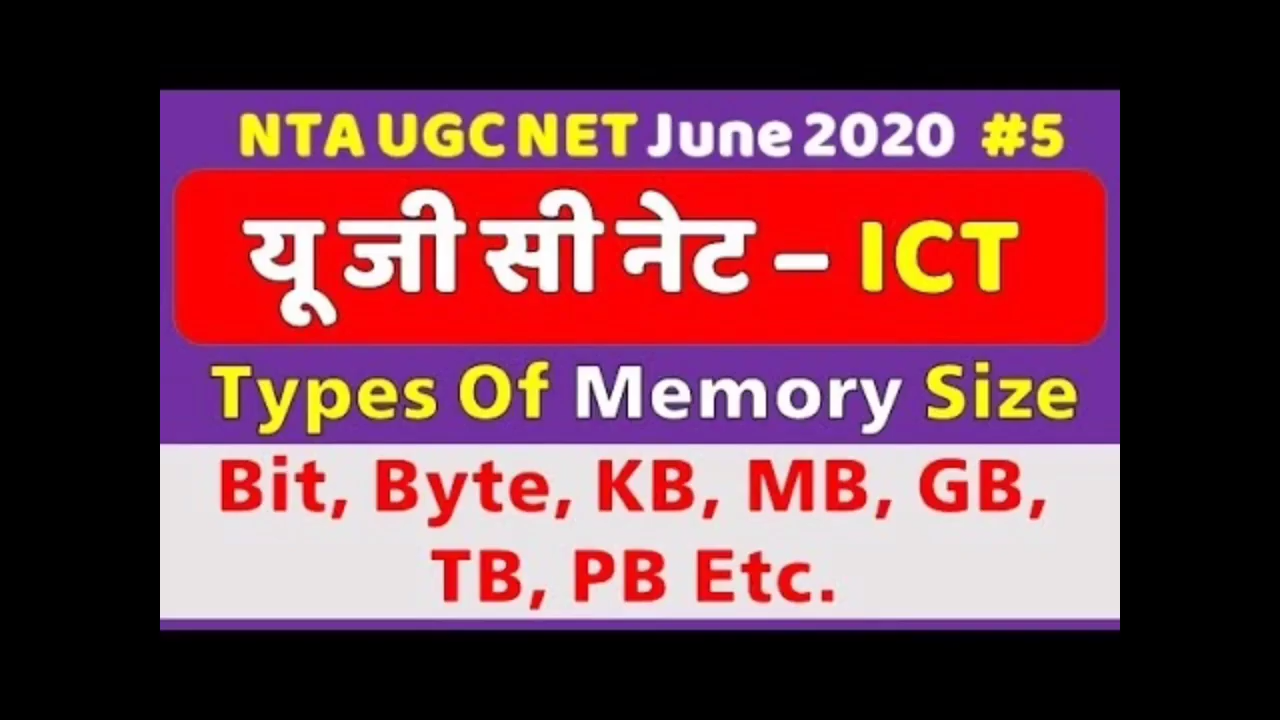 NTA UGC NET June 2020 #5
यू जी सी नेट – ICT
Types Of Memory Size
Bit, Byte, KB, MB, GB,
TB, PB Etc.